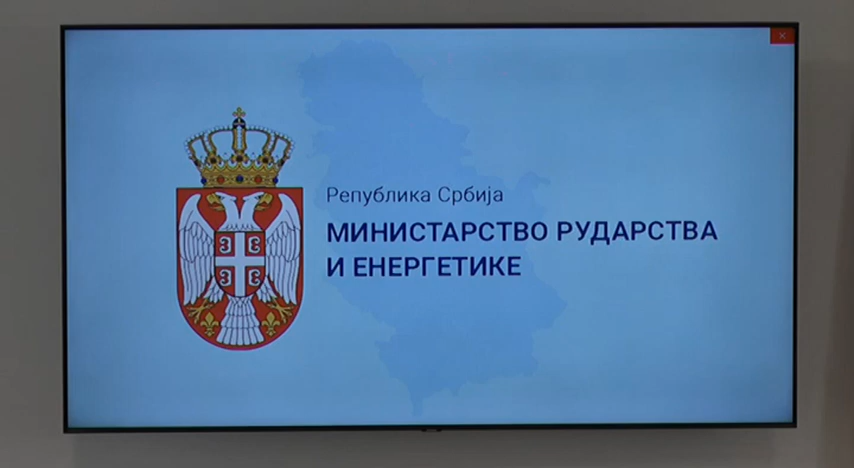 Република Србија
МИНИСТАРСТВО РУДАРСТВА
И ЕНЕРГЕТИКЕ